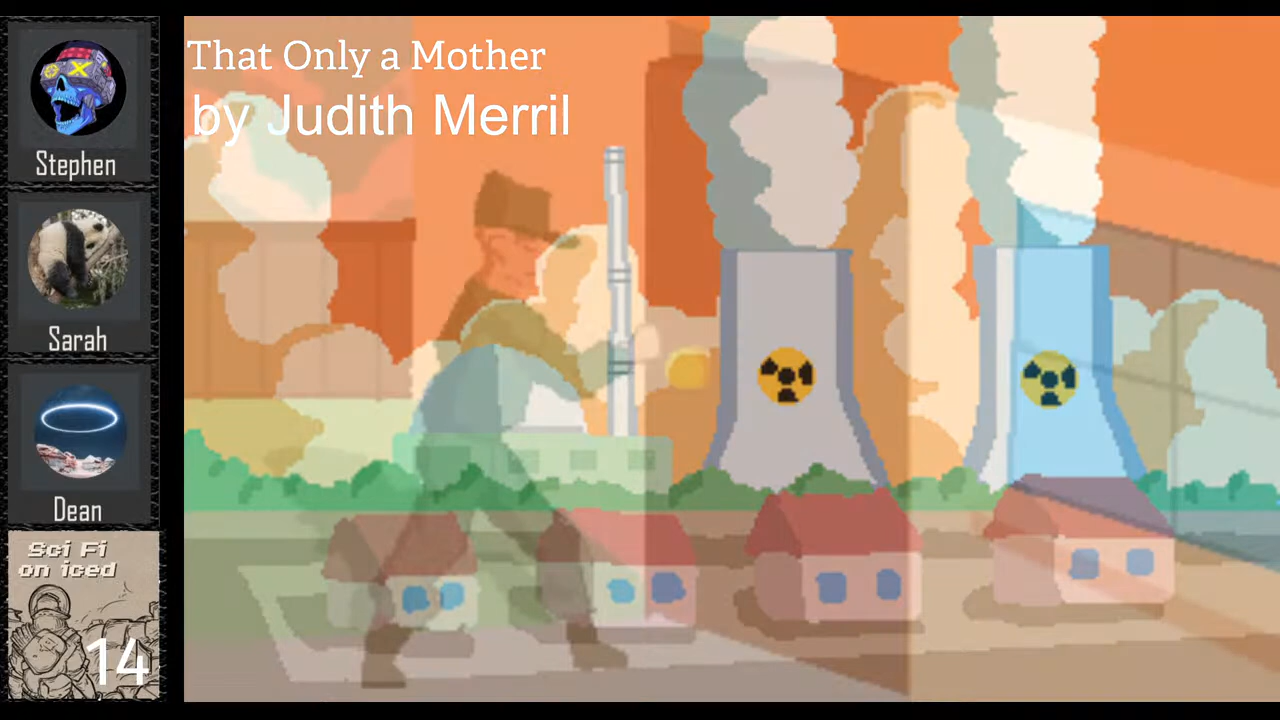 That Only a Mother
by Judith Merril
Stephen
Sarah
Dean
Sci Fi
on iced
14